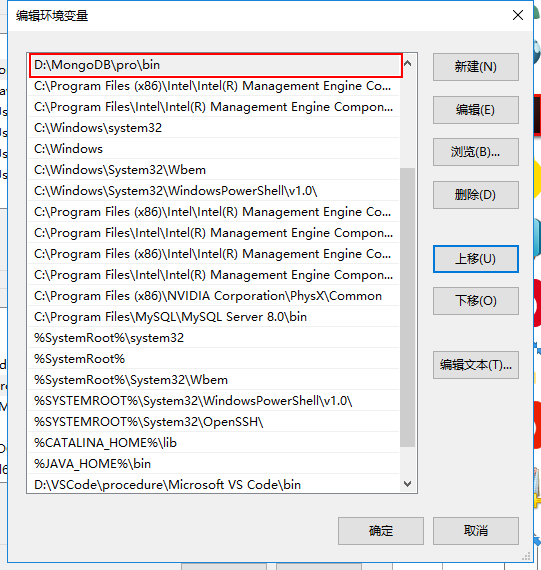 编辑环境变量
D:\MongoDB\pro\bin
C:\Program Files (x86)\Intel\Intel(R) Management Engine Co...
C:\Program Files\Intel\Intel(R) Management Engine Compon...
C:\Windows\system32
C:\Windows
C:\Windows\System32\Wbem
C:\Windows\System32\WindowsPowerShell\v1.0\
C:\Program Files (x86)\Intel\Intel(R) Management Engine Co...
C:\Program Files\Intel\Intel(R) Management Engine Compon...
C:\Program Files (x86)\Intel\Intel(R) Management Engine Co...
C:\Program Files\Intel\Intel(R) Management Engine Compon...
C:\Program Files (x86)\NVIDIA Corporation\PhysX\Common
C:\Program Files\MySQL\MySQL Server 8.0\bin
%SystemRoot%\system32
%SystemRoot%
%SystemRoot%\System32\Wbem
%SYSTEMROOT%\System32\WindowsPowerShell\v1.0\
%SYSTEMROOT%\System32\OpenSSH\
%CATALINA_HOME%\lib
%JAVA_HOME%\bin
D:\VSCode\procedure\Microsoft VS Code\bin
新建(N)
编辑(E)
浏览(B)...
删除(D)
上移(U)
下移(O)
编辑文本(T)...
确定
取消